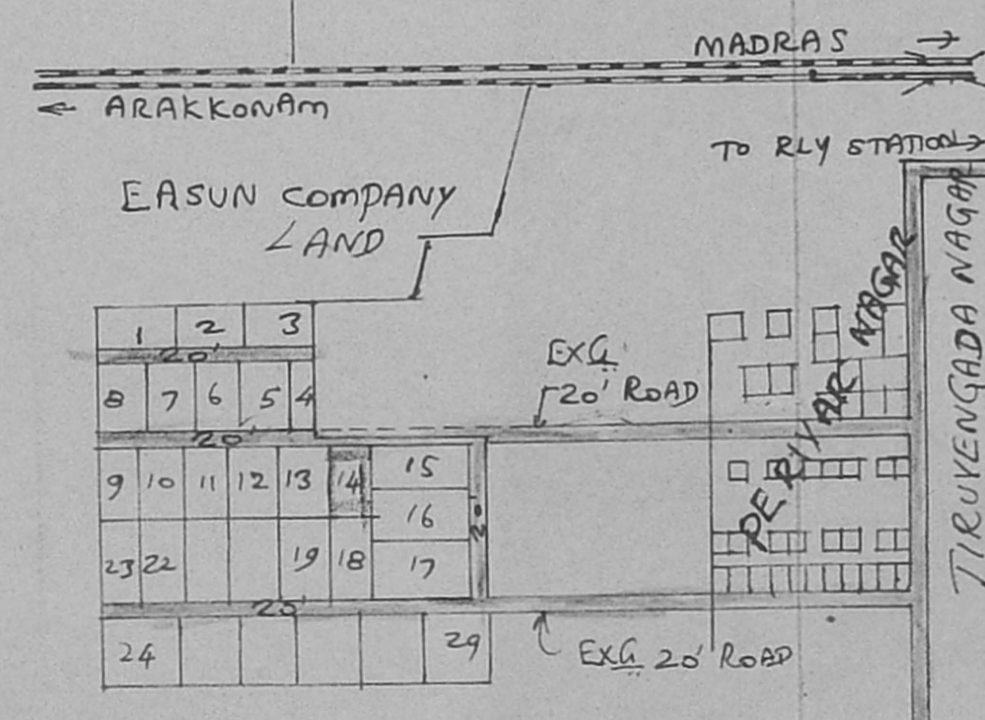 MADRAS →
← ARAKKONAM
TO RLY STATION →
EASUN COMPANY
LAND
TIRUVENGADA NAGAR
PERIYAR NAGAR
1 2 3
20'
EXG
20' ROAD
8 7 6 5 4
20'
9 10 11 12 13 14 15
16
20'
23 22 19 18 17
20'
24 29
EXG 20' ROAD